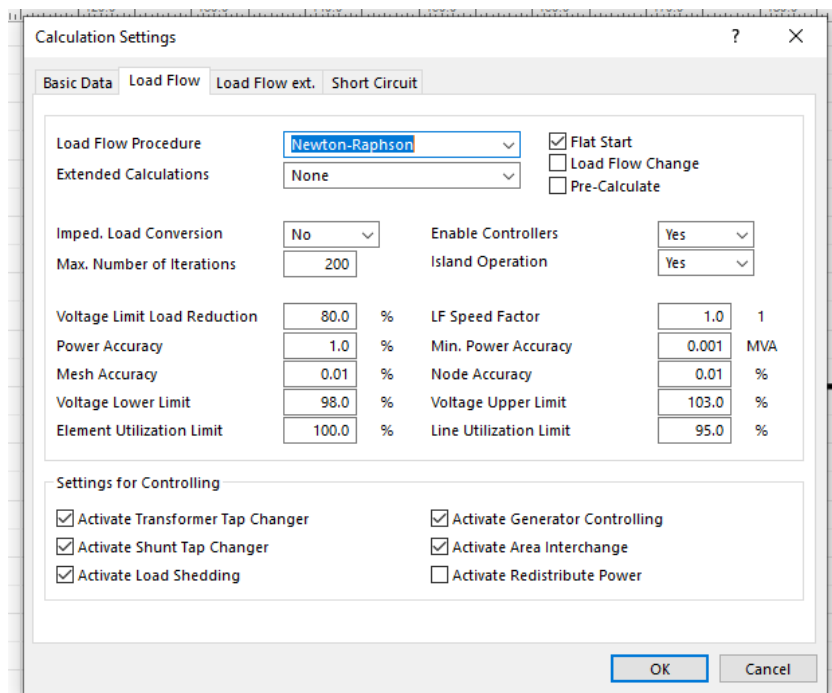 Calculation Settings ? ×
Basic Data Load Flow Load Flow ext. Short Circuit
Load Flow Procedure Newton-Raphson Flat Start
Load Flow Change
Extended Calculations None
Pre-Calculate
Imped. Load Conversion No Enable Controllers Yes
Max. Number of Iterations 200 Island Operation Yes
Voltage Limit Load Reduction 80.0 % LF Speed Factor 1.0 1
Power Accuracy 1.0 % Min. Power Accuracy 0.001 MVA
Mesh Accuracy 0.01 % Node Accuracy 0.01 %
Voltage Lower Limit 98.0 % Voltage Upper Limit 103.0 %
Element Utilization Limit 100.0 % Line Utilization Limit 95.0 %
Settings for Controlling
Activate Transformer Tap Changer Activate Generator Controlling
Activate Shunt Tap Changer Activate Area Interchange
Activate Load Shedding Activate Redistribute Power
OK Cancel